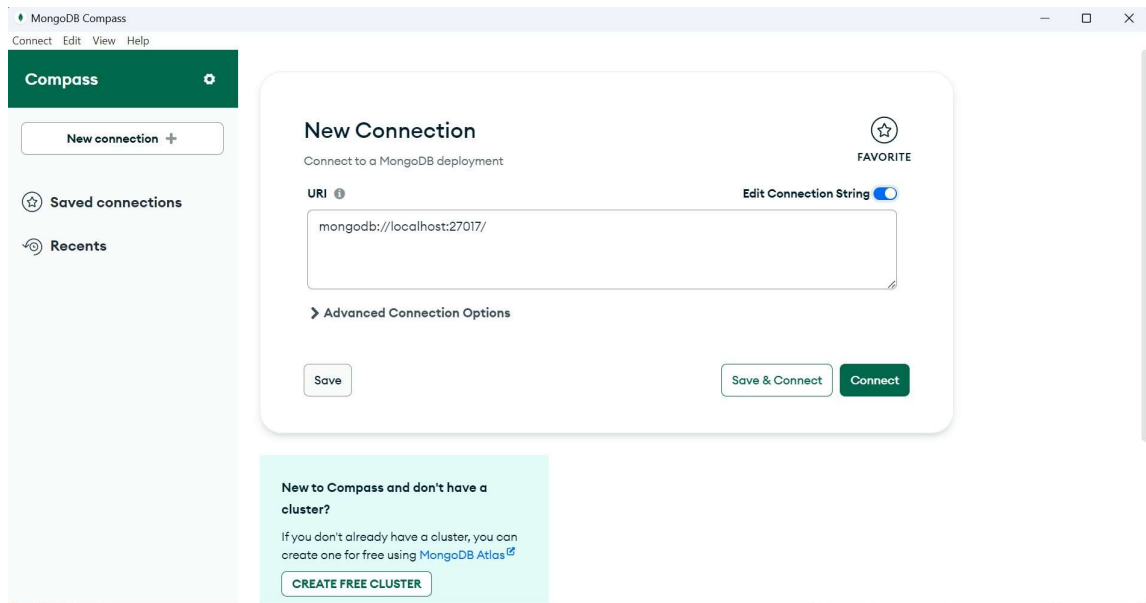 MongoDB Compass
Connect Edit View Help
Compass
New connection
Saved connections
Recents
New Connection
Connect to a MongoDB deployment
FAVORITE
URI
Edit Connection String
mongodb://localhost:27017/
Advanced Connection Options
Save
Save & Connect
Connect
New to Compass and don't have a
cluster?
If you don't already have a cluster, you can
create one for free using MongoDB Atlas
CREATE FREE CLUSTER